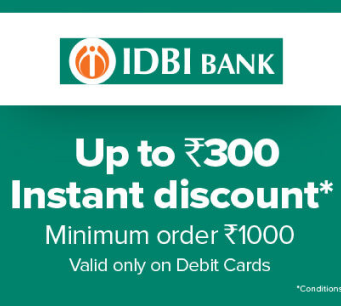 IDBI BANK
Up to ₹300
Instant discount*
Minimum order ₹1000
Valid only on Debit Cards
*Conditions